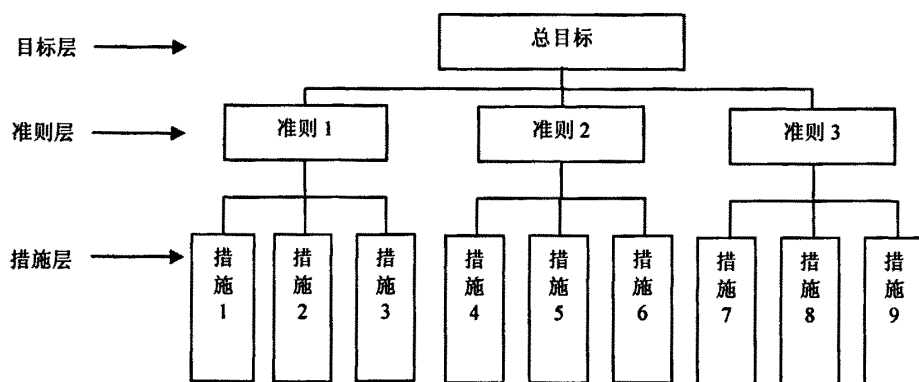 目标层
总目标
准则层
准则 1
准则 2
准则 3
措施层
措施1
措施2
措施3
措施4
措施5
措施6
措施7
措施8
措施9